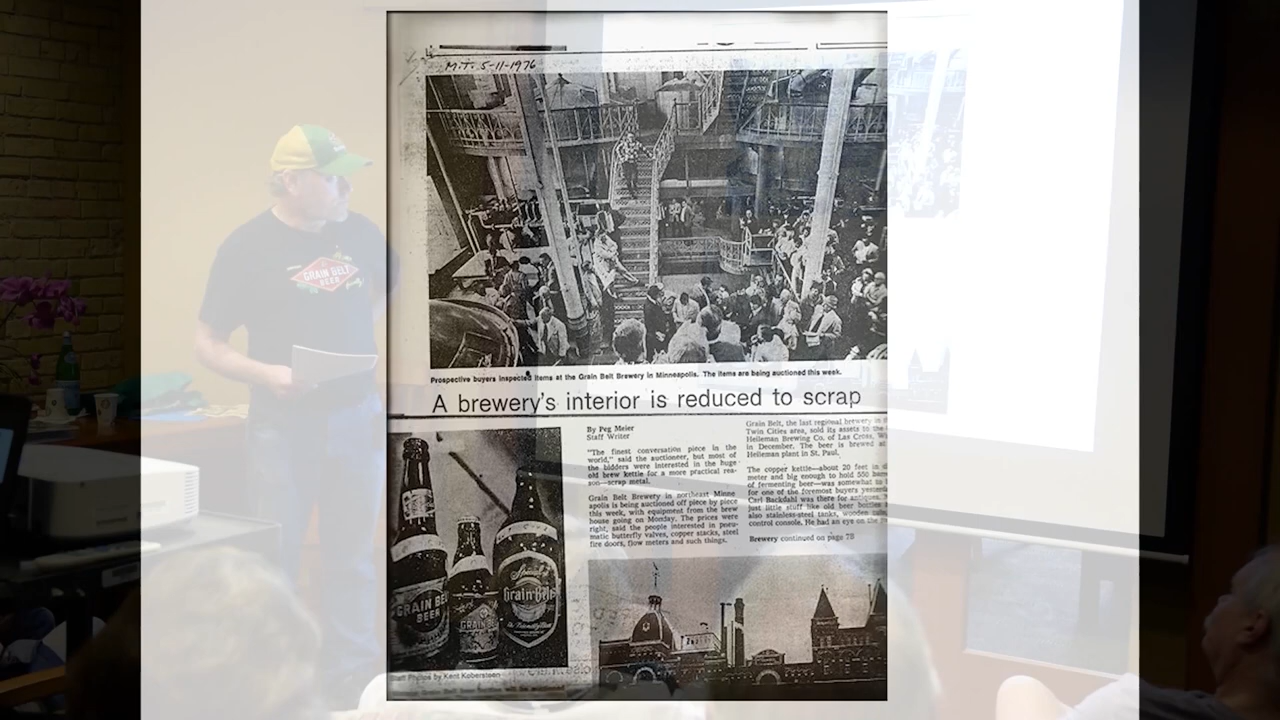 M.T. 5-11-1976
GRAIN BELT
BEER
Prospective buyers inspected items at the Grain Belt Brewery in Minneapolis. The items are being auctioned this week.
A brewery's interior is reduced to scrap
By Peg Meier
Staff Writer
"The finest conversation piece in the
world," said the auctioneer, but most of
the bidders were interested in the huge
old brew kettle for a more practical rea-
son—scrap metal.
Grain Belt Brewery in northeast Minne
apolis is being auctioned off piece by piece
this week, with equipment from the brew
house going on Monday. The prices were
right, said the people interested in pneu-
matic butterfly valves, copper stacks, steel
fire doors, flow meters and such things.
Grain Belt, the last regional brewery in
Twin Cities area, sold its assets to the
Heileman Brewing Co. of Las Cross,
in December. The beer is brewed at
Heileman plant in St. Paul.
The copper kettle—about 20 feet in
meter and big enough to hold 550
of fermenting beer—was somewhat
for one of the foremost buyers
Carl Backdahl was there for antiques,
just little stuff like old beer bottles
also stainless-steel tanks, wooden
control console. He had an eye on the
Brewery continued on page 7B
GRAIN BELT
BEER
GRAIN
Special
Grain Belt
Staff Photos by Kent Kobersteen